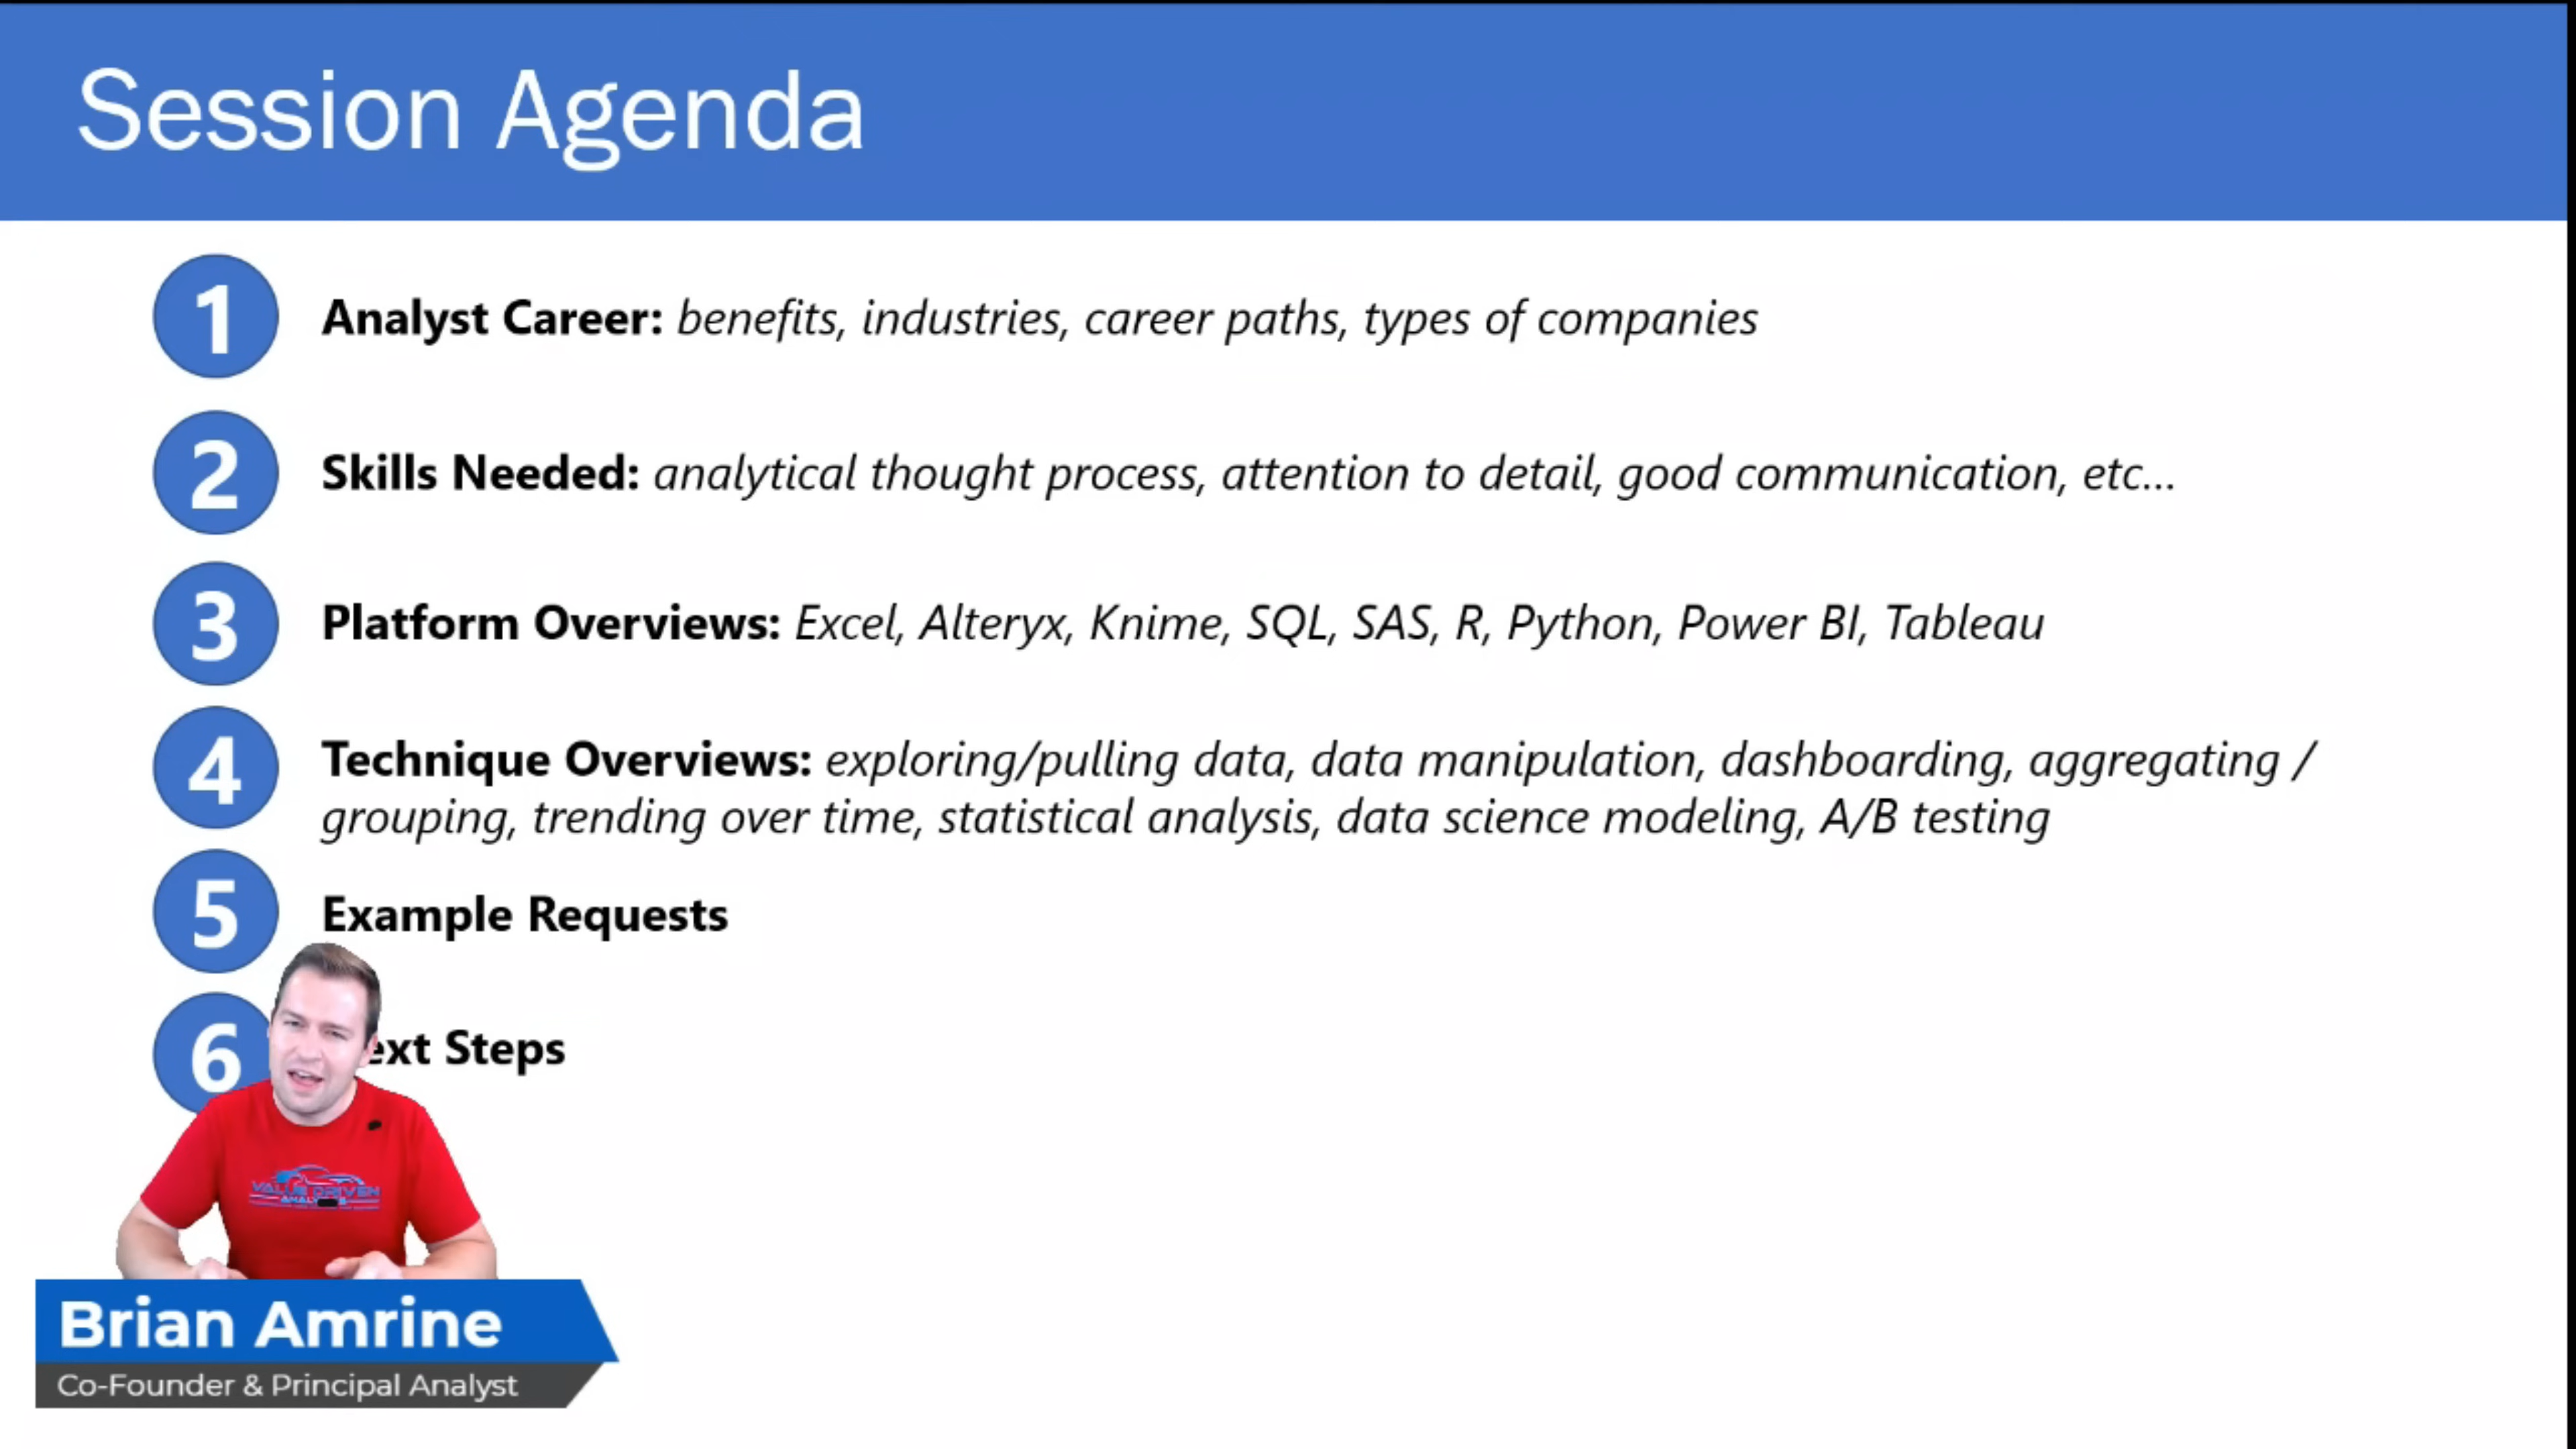 Session Agenda
1
Analyst Career: benefits, industries, career paths, types of companies
2
Skills Needed: analytical thought process, attention to detail, good communication, etc...
3
Platform Overviews: Excel, Alteryx, Knime, SQL, SAS, R, Python, Power BI, Tableau
4
Technique Overviews: exploring/pulling data, data manipulation, dashboarding, aggregating /
grouping, trending over time, statistical analysis, data science modeling, A/B testing
5
Example Requests
6
Steps
VALUE DRIVEN
Brian Amrine
Co-Founder & Principal Analyst